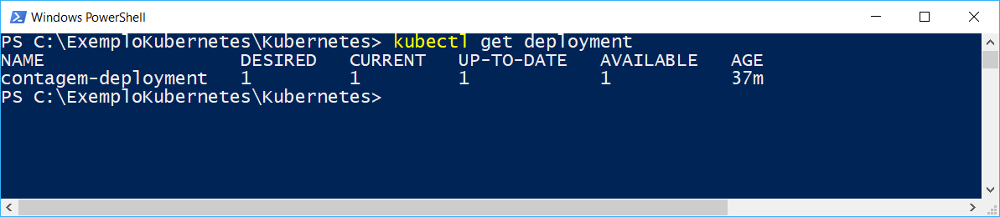 Windows PowerShell
PS C:\ExemploKubernetes\Kubernetes> kubectl get deployment
NAME DESIRED CURRENT UP-TO-DATE AVAILABLE AGE
contagem-deployment 1 1 1 1 37m
PS C:\ExemploKubernetes\Kubernetes>